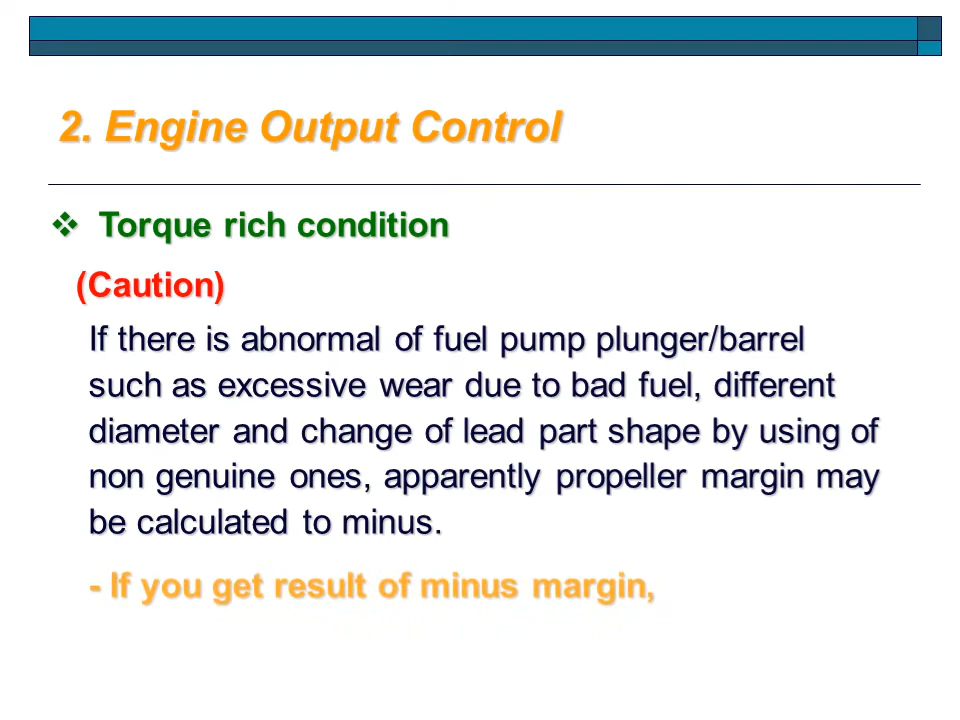 2. Engine Output Control
❖ Torque rich condition
(Caution)
If there is abnormal of fuel pump plunger/barrel
such as excessive wear due to bad fuel, different
diameter and change of lead part shape by using of
non genuine ones, apparently propeller margin may
be calculated to minus.
- If you get result of minus margin,